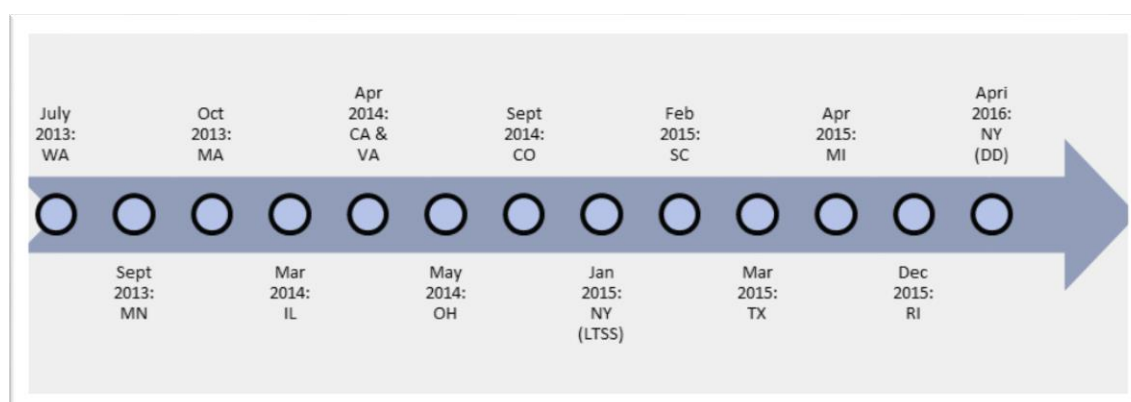 July
2013:
WA
Sept
2013:
MN
Oct
2013:
MA
Mar
2014:
IL
Apr
2014:
CA &
VA
May
2014:
OH
Sept
2014:
CO
Jan
2015:
NY
(LTSS)
Feb
2015:
SC
Mar
2015:
TX
Apr
2015:
MI
Dec
2015:
RI
Apri
2016:
NY
(DD)